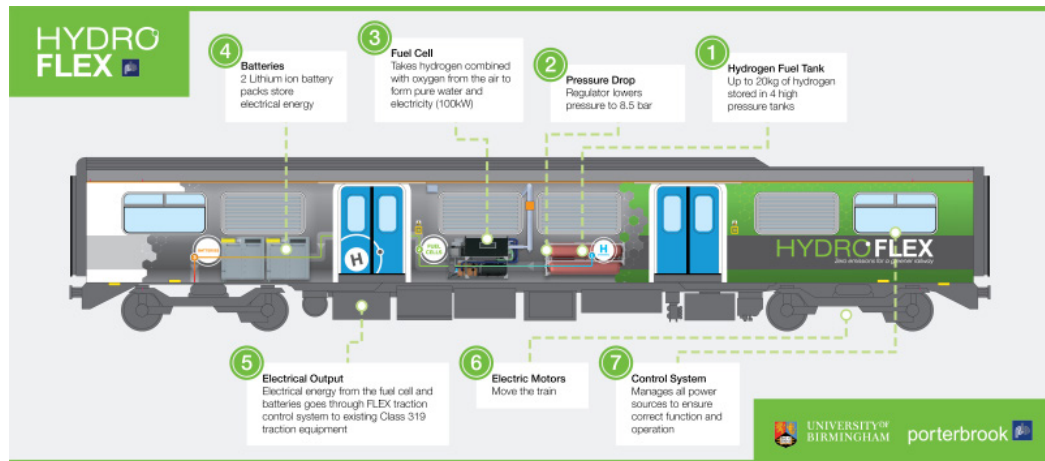 HYDRO
FLEX
4
Batteries
2 Lithium ion battery
packs store
electrical energy
3
Fuel Cell
Takes hydrogen combined
with oxygen from the air to
form pure water and
electricity (100kW)
2
Pressure Drop
Regulator lowers
pressure to 8.5 bar
1
Hydrogen Fuel Tank
Up to 20kg of hydrogen
stored in 4 high
pressure tanks
BATTERIES
H
FUEL
CELLS
H
HYDROFLEX
Zero emissions for a greener railway
5
Electrical Output
Electrical energy from the fuel cell and
batteries goes through FLEX traction
control system to existing Class 319
traction equipment
6
Electric Motors
Move the train
7
Control System
Manages all power
sources to ensure
correct function and
operation
UNIVERSITY OF
BIRMINGHAM
porterbrook